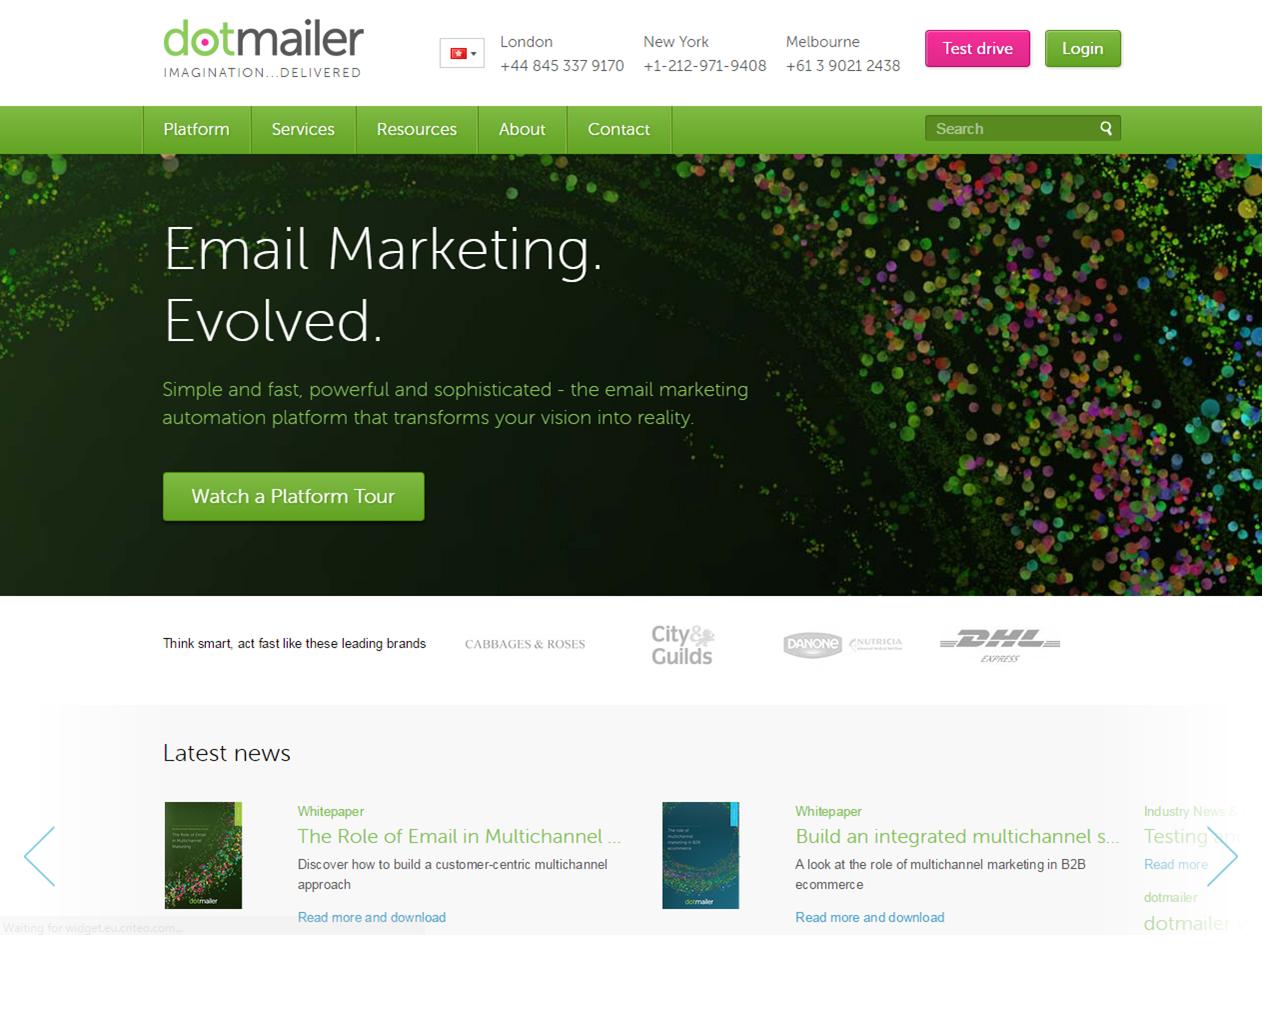 dotmailer
IMAGINATION...DELIVERED
London
+44 845 337 9170
New York
+1-212-971-9408
Melbourne
+61 3 9021 2438
Test drive
Login
Platform
Services
Resources
About
Contact
Search
Email Marketing.
Evolved.
Simple and fast, powerful and sophisticated - the email marketing
automation platform that transforms your vision into reality.
Watch a Platform Tour
Think smart, act fast like these leading brands
CABBAGES & ROSES
City&
Guilds
DANONE
NUTRICIA
DHL
EXPRESS
Latest news
The Role of Email
in Multichannel
Marketing
dotmailer
Whitepaper
The Role of Email in Multichannel ...
Discover how to build a customer-centric multichannel
approach
Read more and download
The role of
multichannel
marketing in B2B
ecommerce
dotmailer
Whitepaper
Build an integrated multichannel s...
A look at the role of multichannel marketing in B2B
ecommerce
Read more and download
Industry News &
Testing an
Read more
dotmailer
dotmailer
Waiting for widget.eu.criteo.com...